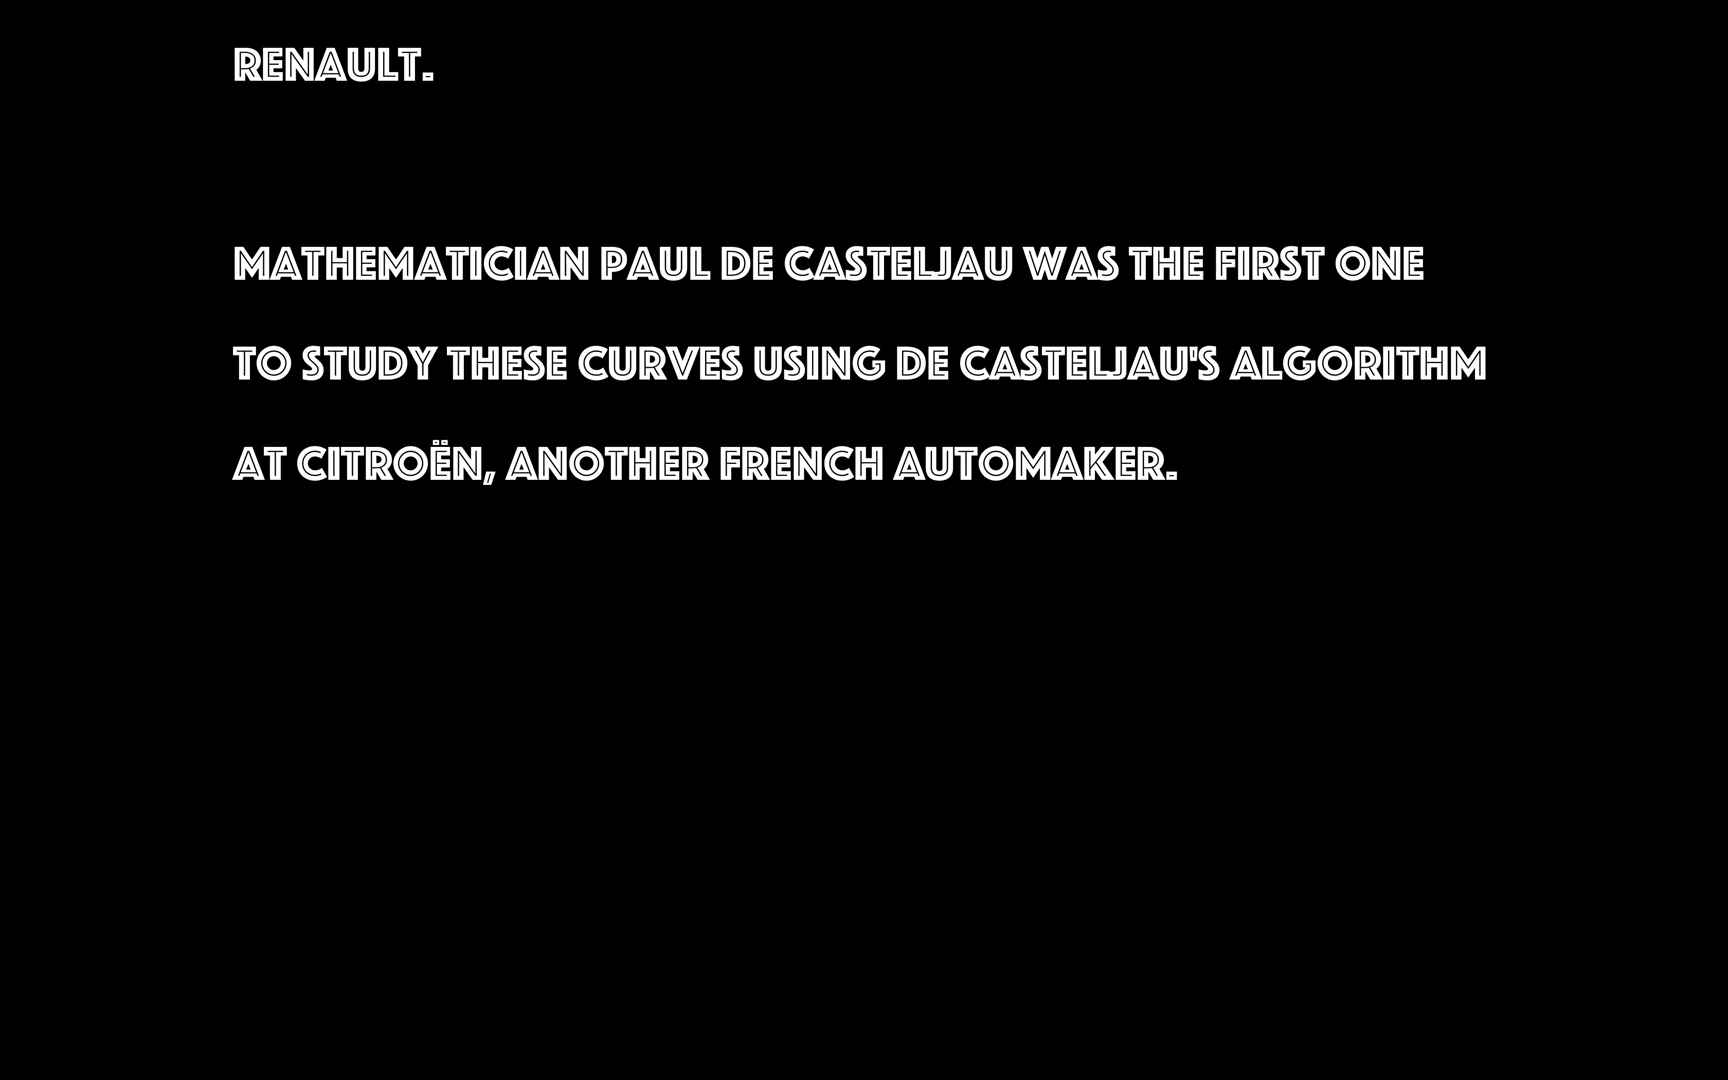 RENAULT.
MATHEMATICIAN PAUL DE CASTELJAU WAS THE FIRST ONE
TO STUDY THESE CURVES USING DE CASTELJAU'S ALGORITHM
AT CITROËN, ANOTHER FRENCH AUTOMAKER.